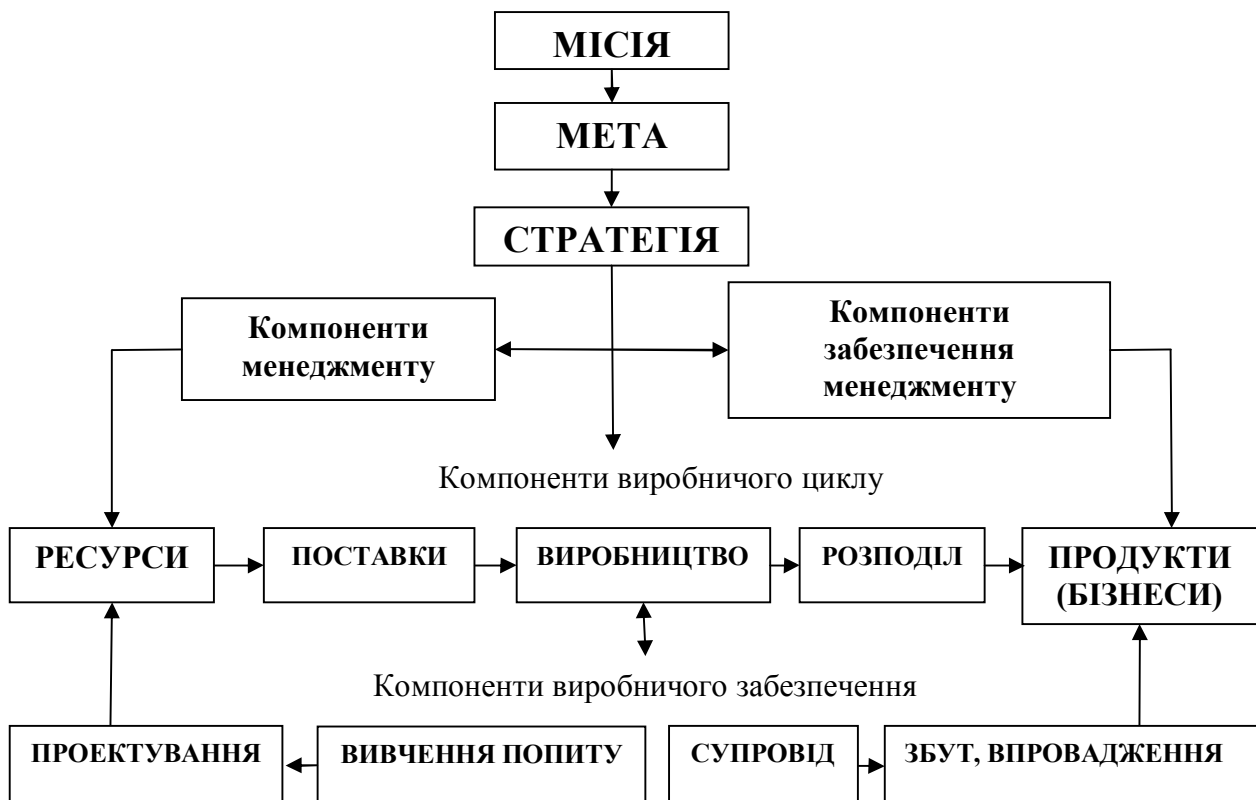 МІСІЯ
МЕТА
СТРАТЕГІЯ
Компоненти
менеджменту
Компоненти
забезпечення
менеджменту
Компоненти виробничого циклу
РЕСУРСИ
ПОСТАВКИ
ВИРОБНИЦТВО
РОЗПОДІЛ
ПРОДУКТИ
(БІЗНЕСИ)
Компоненти виробничого забезпечення
ПРОЕКТУВАННЯ
ВИВЧЕННЯ ПОПИТУ
СУПРОВІД
ЗБУТ, ВПРОВАДЖЕННЯ